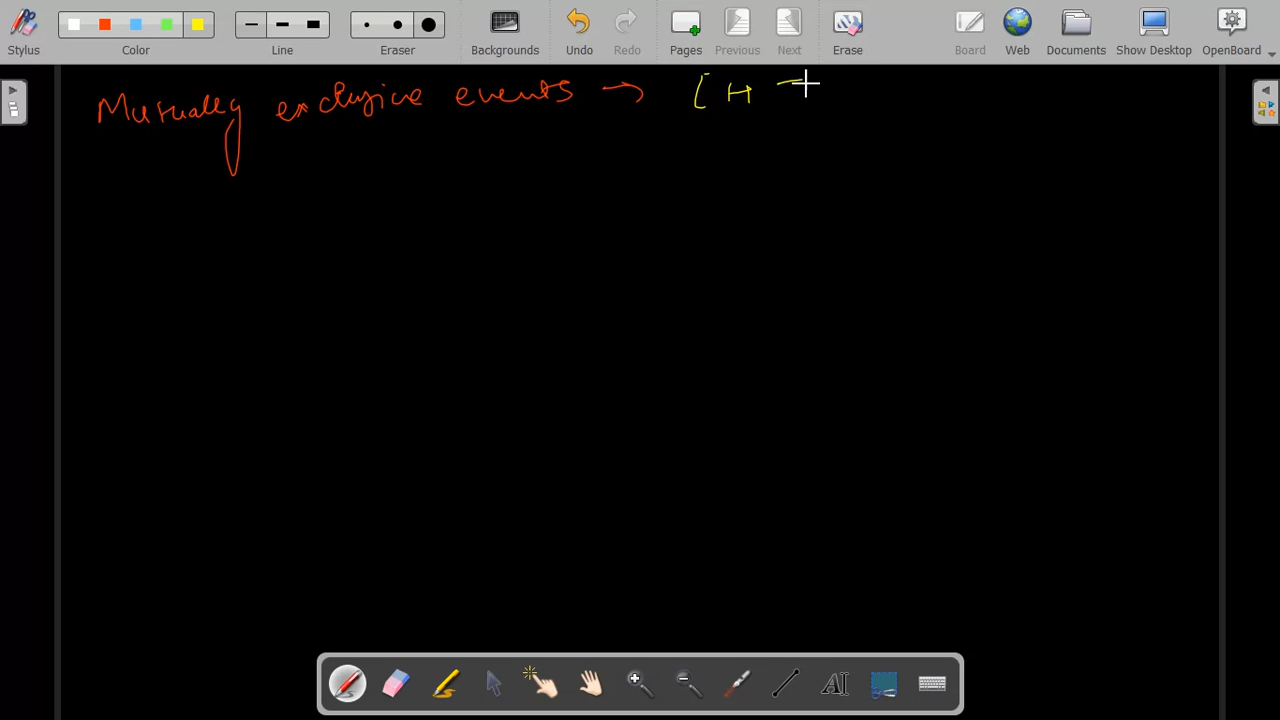 Stylus Color Line Eraser Backgrounds Undo Redo Pages Previous Next Erase Board Web Documents Show Desktop OpenBoard
Mutually exclusive events → [ H
AI